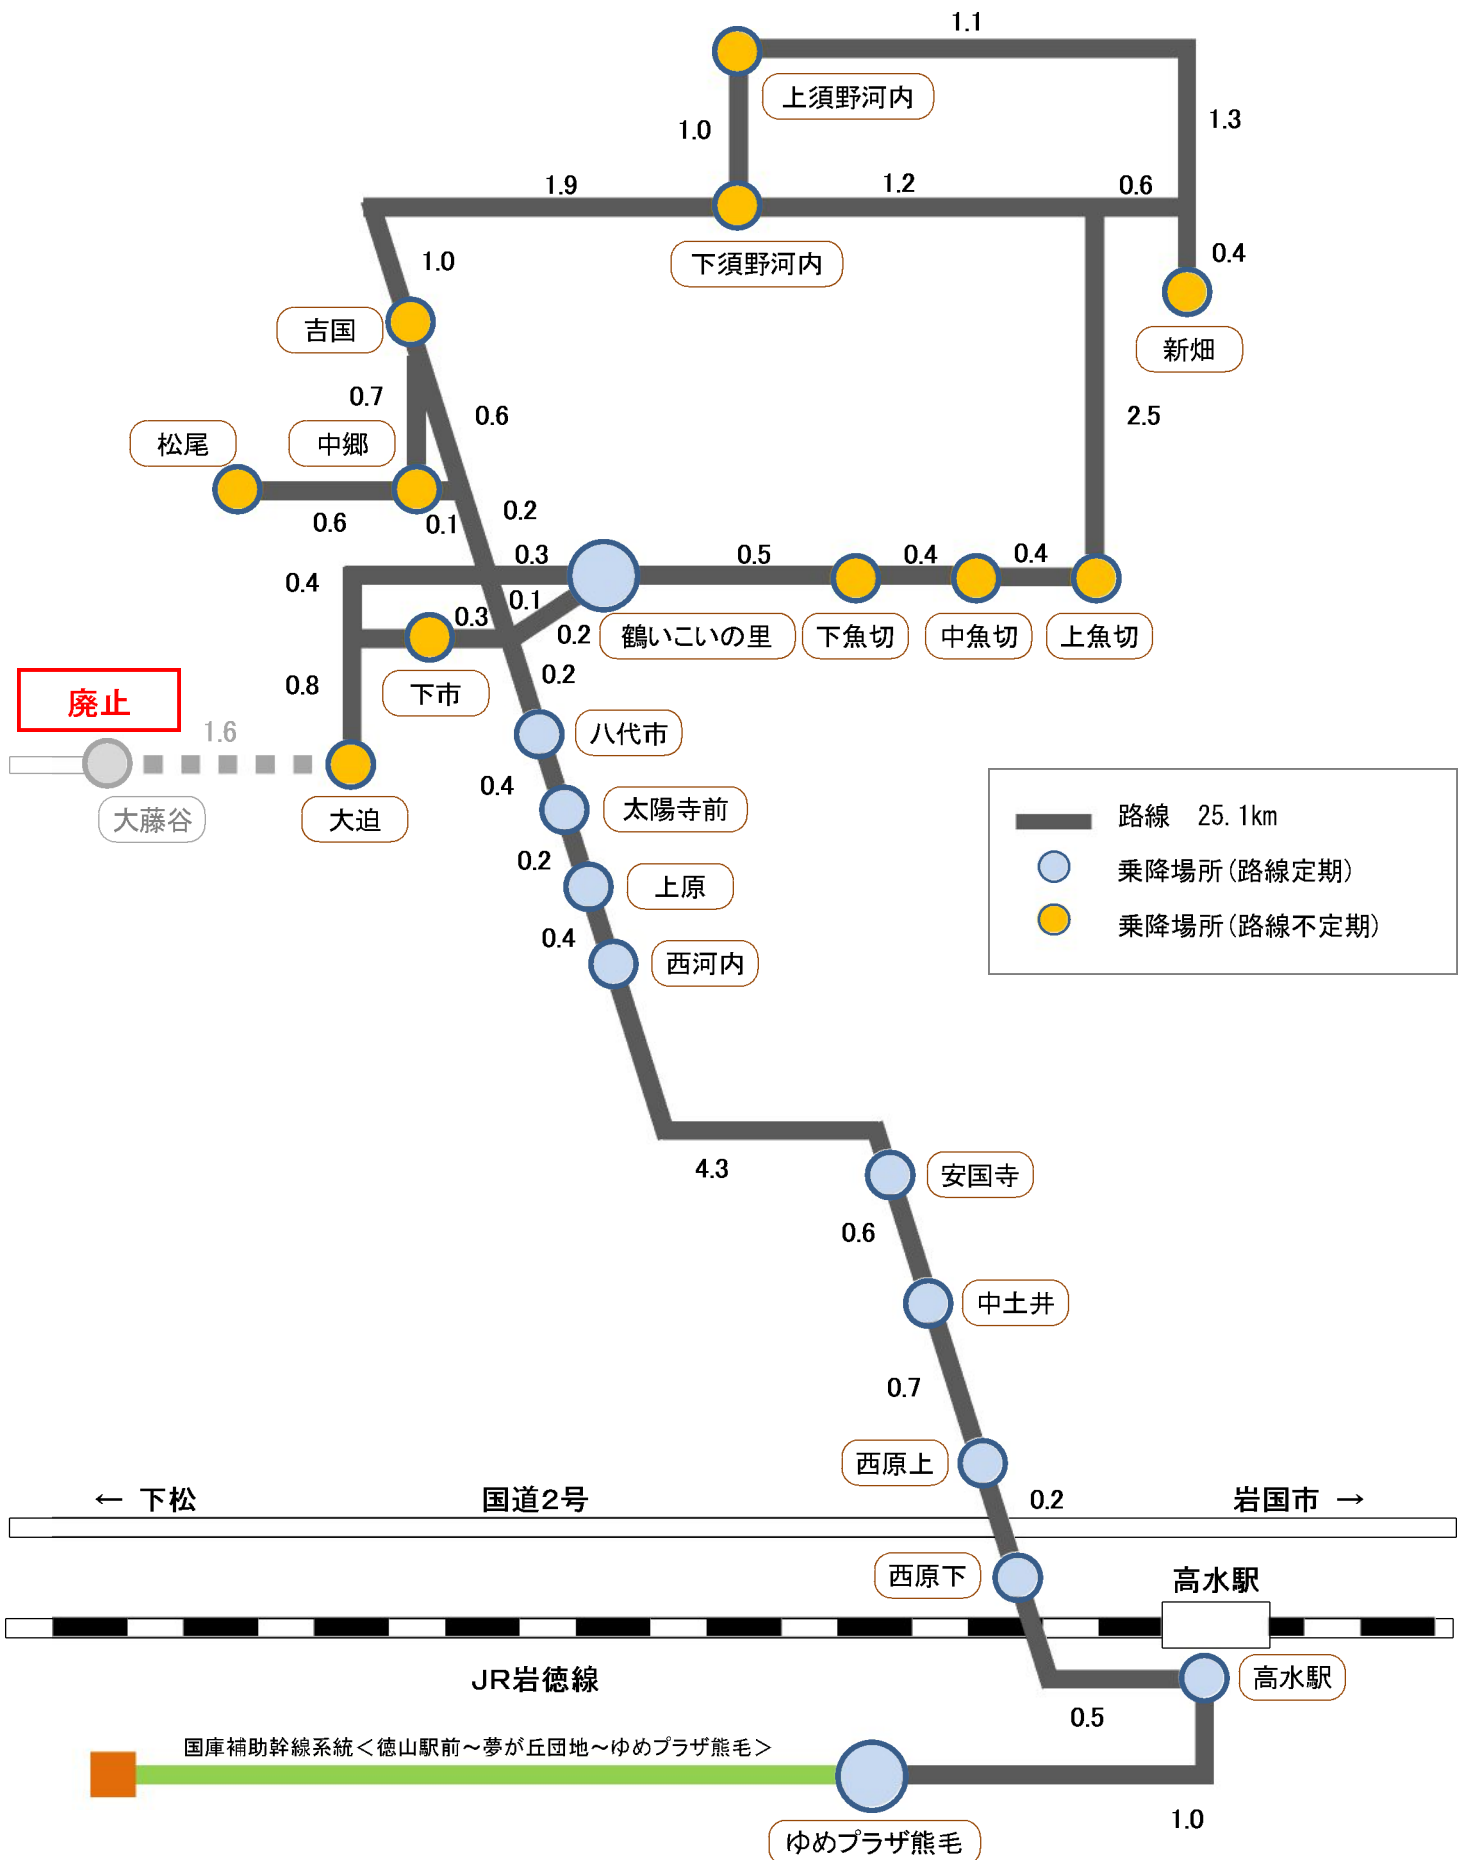 1.1
上須野河内
1.0
1.3
1.9
1.2
0.6
下須野河内
1.0
0.4
吉国
新畑
0.7
0.6
2.5
松尾
中郷
0.6
0.1
0.2
0.3
0.5
0.4
0.4
0.4
0.3
0.1
0.2
鶴いこいの里
下魚切
中魚切
上魚切
0.2
0.8
下市
廃止
1.6
八代市
0.4
大藤谷
大迫
太陽寺前
路線 25.1km
0.2
上原
乗降場所(路線定期)
乗降場所(路線不定期)
0.4
西河内
4.3
安国寺
0.6
中土井
0.7
西原上
← 下松
国道2号
0.2
岩国市 →
西原下
高水駅
JR岩徳線
高水駅
0.5
国庫補助幹線系統<徳山駅前~夢が丘団地~ゆめプラザ熊毛>
1.0
ゆめプラザ熊毛